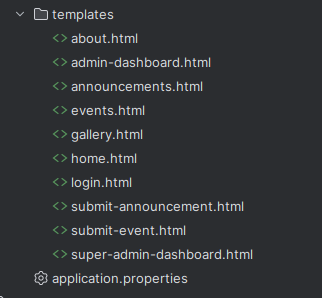 templates
about.html
admin-dashboard.html
announcements.html
events.html
gallery.html
home.html
login.html
submit-announcement.html
submit-event.html
super-admin-dashboard.html
application.properties